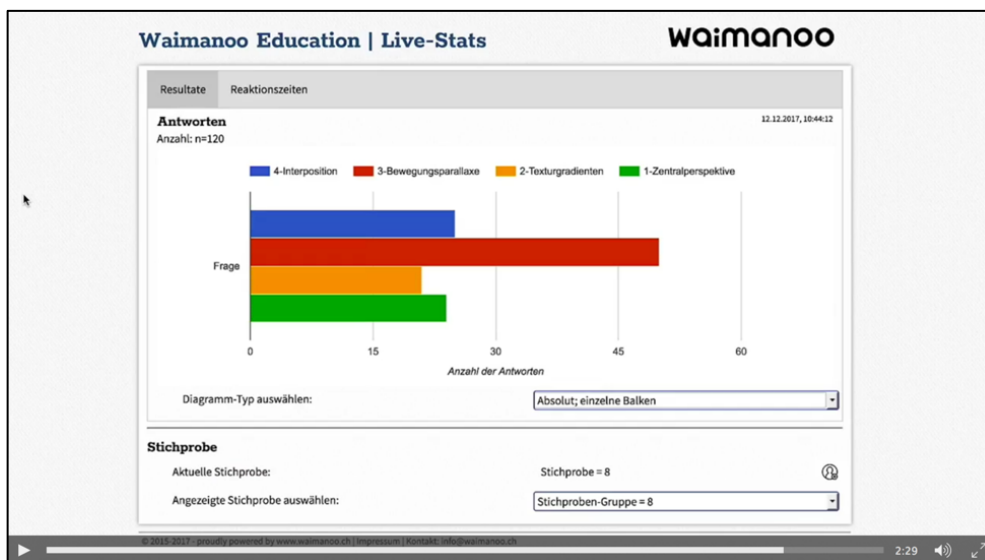 Waimanoo Education | Live-Stats
waimanoo
Resultate Reaktionszeiten
Antworten
12.12.2017, 10:44:12
Anzahl: n=120
4-Interposition 3-Bewegungsparallaxe 2-Texturgradienten 1-Zentralperspektive
Frage
0 15 30 45 60
Anzahl der Antworten
Diagramm-Typ auswählen: Absolut; einzelne Balken
Stichprobe
Aktuelle Stichprobe: Stichprobe = 8
Angezeigte Stichprobe auswählen: Stichproben-Gruppe = 8
© 2015-2017 - proudly powered by www.waimanoo.ch | Impressum | Kontakt: info@waimanoo.ch
2:29